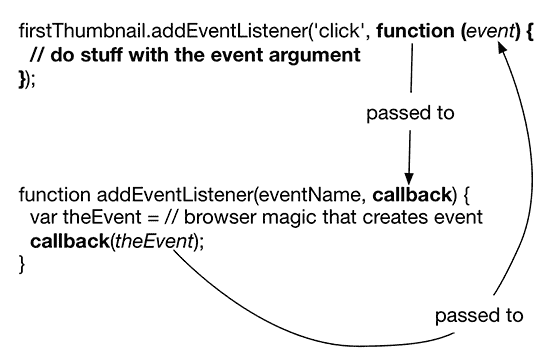 firstThumbnail.addEventListener('click', function (event) {
// do stuff with the event argument
});
passed to
function addEventListener(eventName, callback) {
var theEvent = // browser magic that creates event
callback(theEvent);
}
passed to